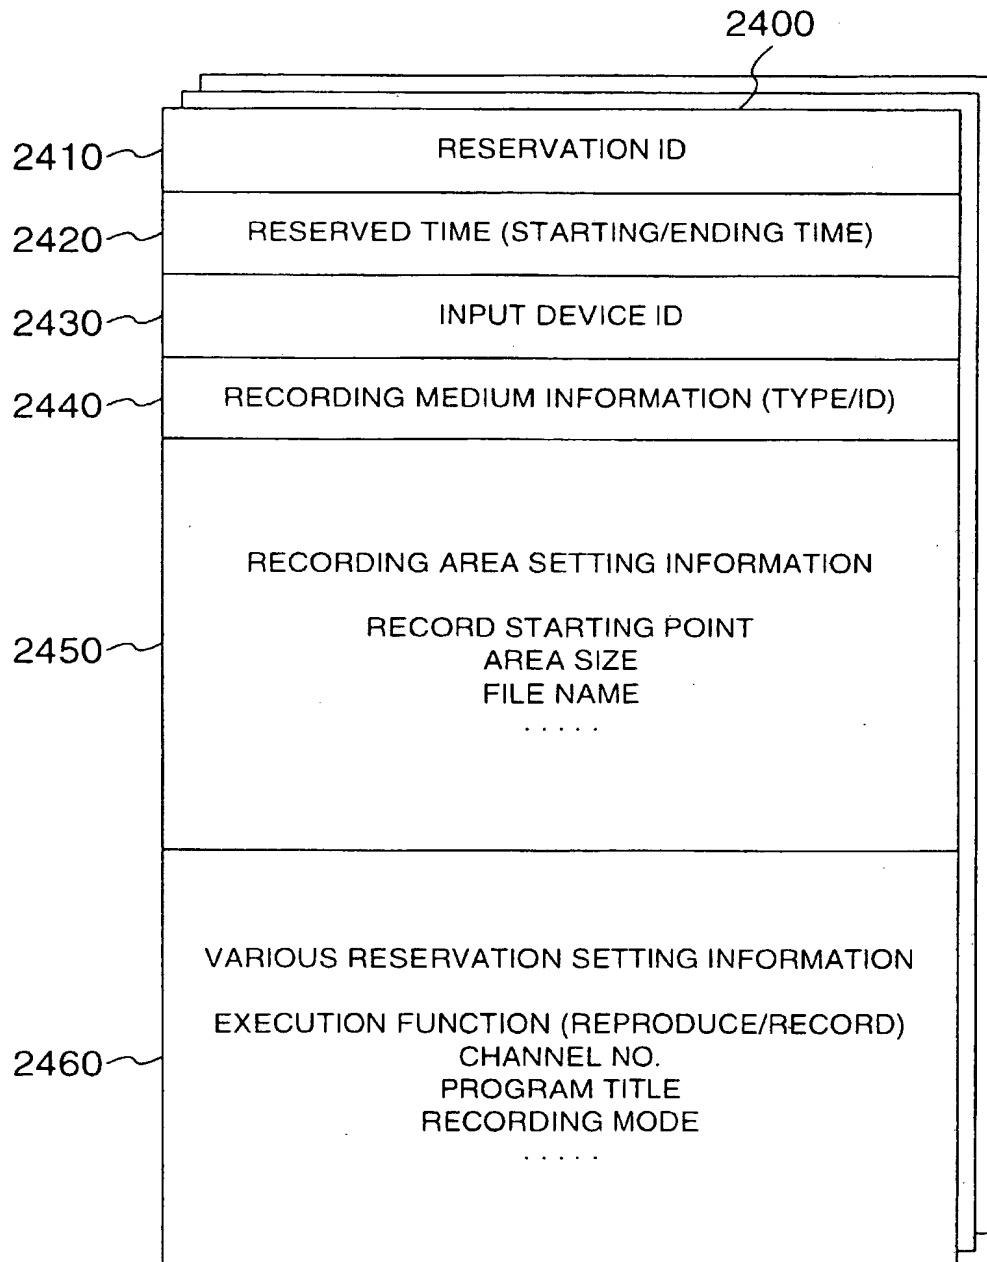 2400
2410 RESERVATION ID
2420 RESERVED TIME (STARTING/ENDING TIME)
2430 INPUT DEVICE ID
2440 RECORDING MEDIUM INFORMATION (TYPE/ID)
RECORDING AREA SETTING INFORMATION
RECORD STARTING POINT
2450
AREA SIZE
FILE NAME
. . . . .
VARIOUS RESERVATION SETTING INFORMATION
EXECUTION FUNCTION (REPRODUCE/RECORD)
2460 CHANNEL NO.
PROGRAM TITLE
RECORDING MODE
. . . . .